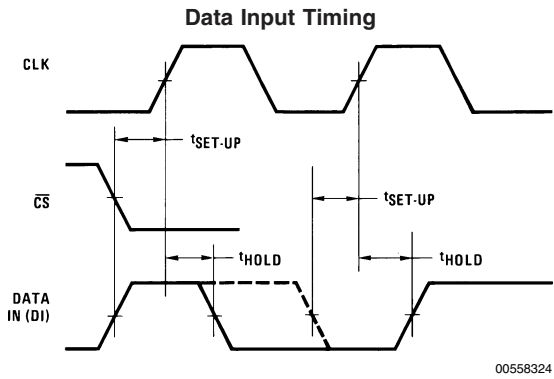 Data Input Timing
CLK
tSET-UP
CS
tSET-UP
tHOLD
tHOLD
DATA
IN (DI)
00558324